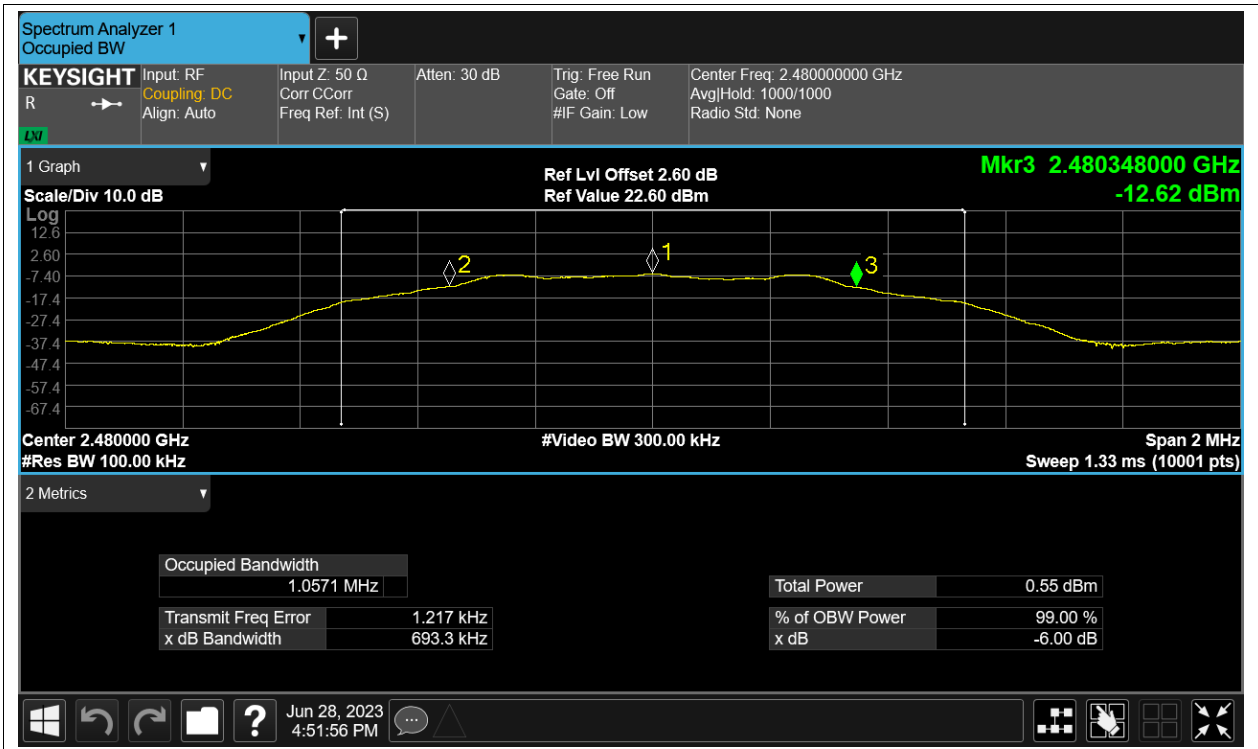 Spectrum Analyzer 1
Occupied BW
KEYSIGHT
R
LXI
Input: RF
Coupling: DC
Align: Auto
Input Z: 50 Ω
Corr CCorr
Freq Ref: Int (S)
Atten: 30 dB
Trig: Free Run
Gate: Off
#IF Gain: Low
Center Freq: 2.480000000 GHz
Avg|Hold: 1000/1000
Radio Std: None
1 Graph
Scale/Div 10.0 dB
Ref Lvl Offset 2.60 dB
Ref Value 22.60 dBm
Mkr3 2.480348000 GHz
-12.62 dBm
Log
12.6
2.60
-7.40
-17.4
-27.4
-37.4
-47.4
-57.4
-67.4
2
1
3
Center 2.480000 GHz
#Video BW 300.00 kHz
Span 2 MHz
#Res BW 100.00 kHz
Sweep 1.33 ms (10001 pts)
2 Metrics
Occupied Bandwidth
1.0571 MHz
Total Power 0.55 dBm
Transmit Freq Error 1.217 kHz
% of OBW Power 99.00 %
x dB Bandwidth 693.3 kHz
x dB -6.00 dB
?
Jun 28, 2023
4:51:56 PM